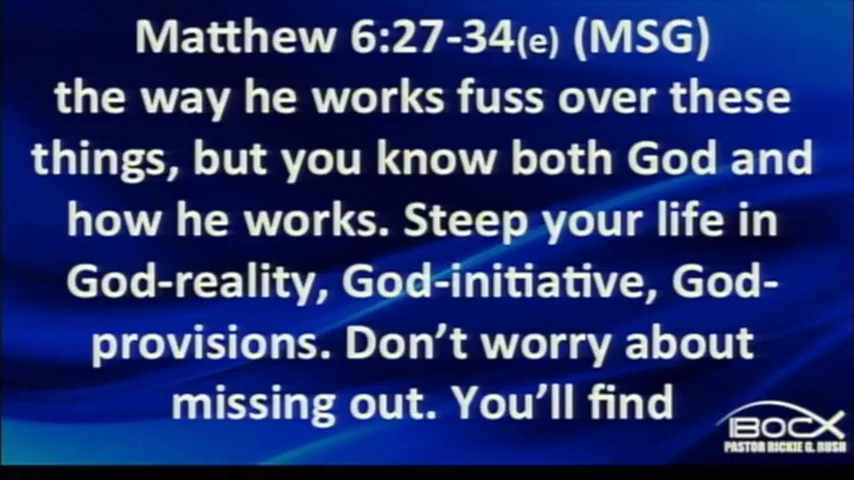 Matthew 6:27-34(e) (MSG)
the way he works fuss over these
things, but you know both God and
how he works. Steep your life in
God-reality, God-initiative, God-
provisions. Don’t worry about
missing out. You’ll find
IBOCX
PASTOR RICKIE G. RUSH